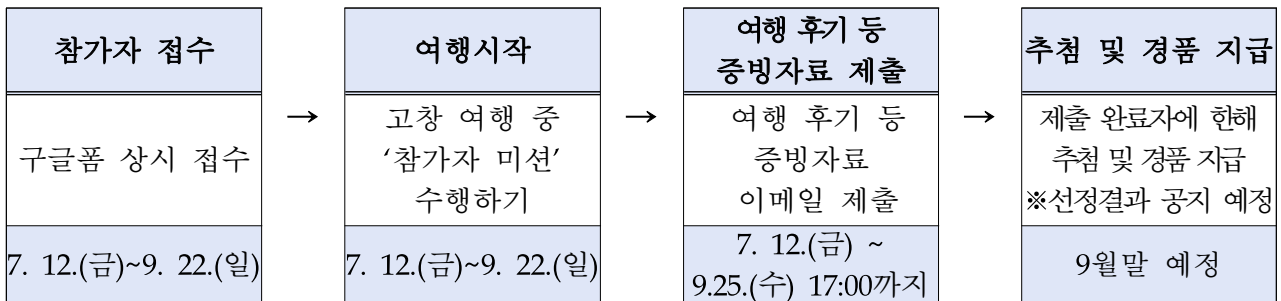 참가자 접수
구글폼 상시 접수
7. 12.(금)~9. 22.(일)
→
여행시작
고창 여행 중
‘참가자 미션’
수행하기
7. 12.(금)~9. 22.(일)
→
여행 후기 등
증빙자료 제출
여행 후기 등
증빙자료
이메일 제출
7. 12.(금) ~
9.25.(수) 17:00까지
→
추첨 및 경품 지급
제출 완료자에 한해
추첨 및 경품 지급
※선정결과 공지 예정
9월말 예정